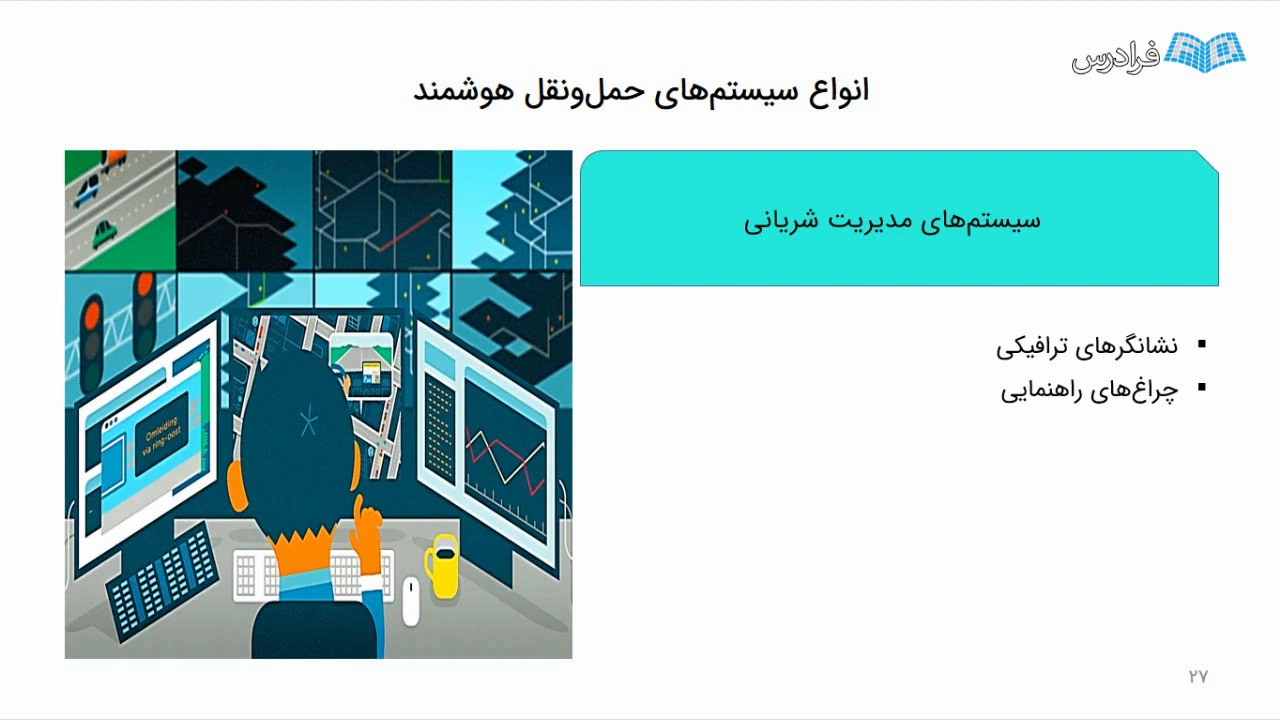 فرادرس
انواع سیستم‌های حمل‌ونقل هوشمند
سیستم‌های مدیریت شریانی
▪ نشانگرهای ترافیکی
▪ چراغ‌های راهنمایی
Omleiding
via ring-oost
۲۷